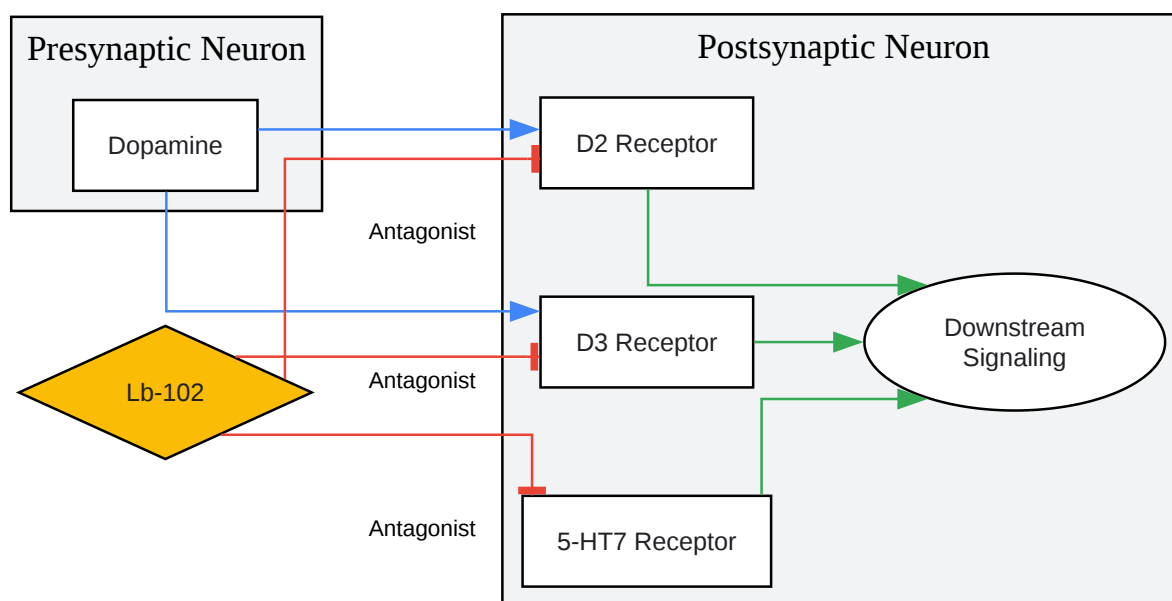 Presynaptic Neuron
Postsynaptic Neuron
Dopamine
D2 Receptor
Antagonist
D3 Receptor
Downstream
Signaling
Antagonist
Lb-102
Antagonist
5-HT7 Receptor